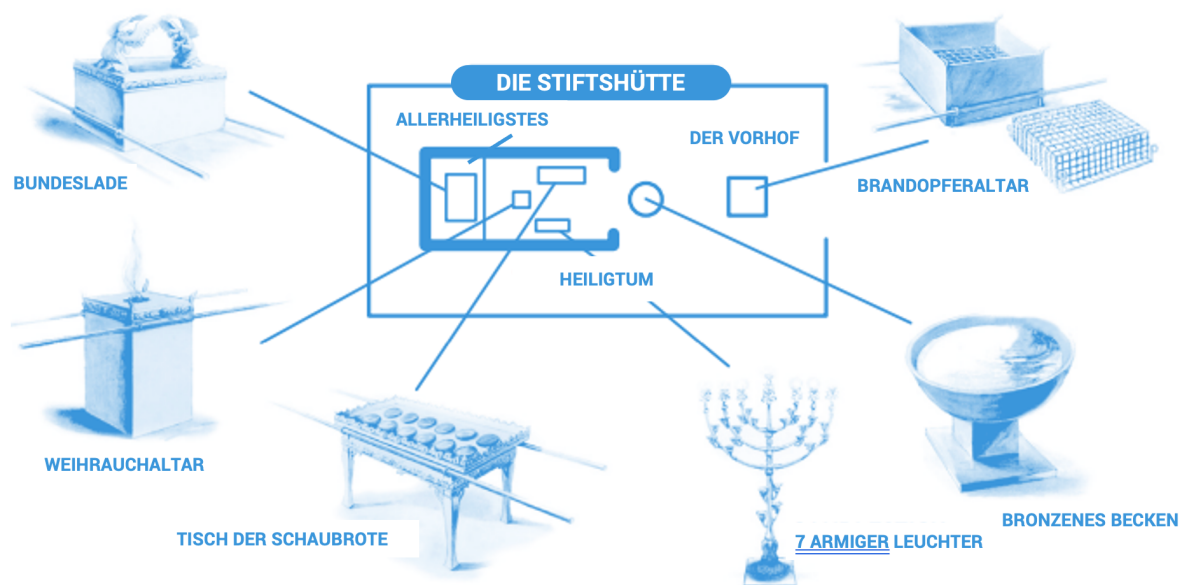 DIE STIFTSHÜTTE
ALLERHEILIGSTES
DER VORHOF
BUNDESLADE
BRANDOPFERALTAR
HEILIGTUM
WEIHRAUCHALTAR
TISCH DER SCHAUBROTE
7 ARMIGER LEUCHTER
BRONZENES BECKEN